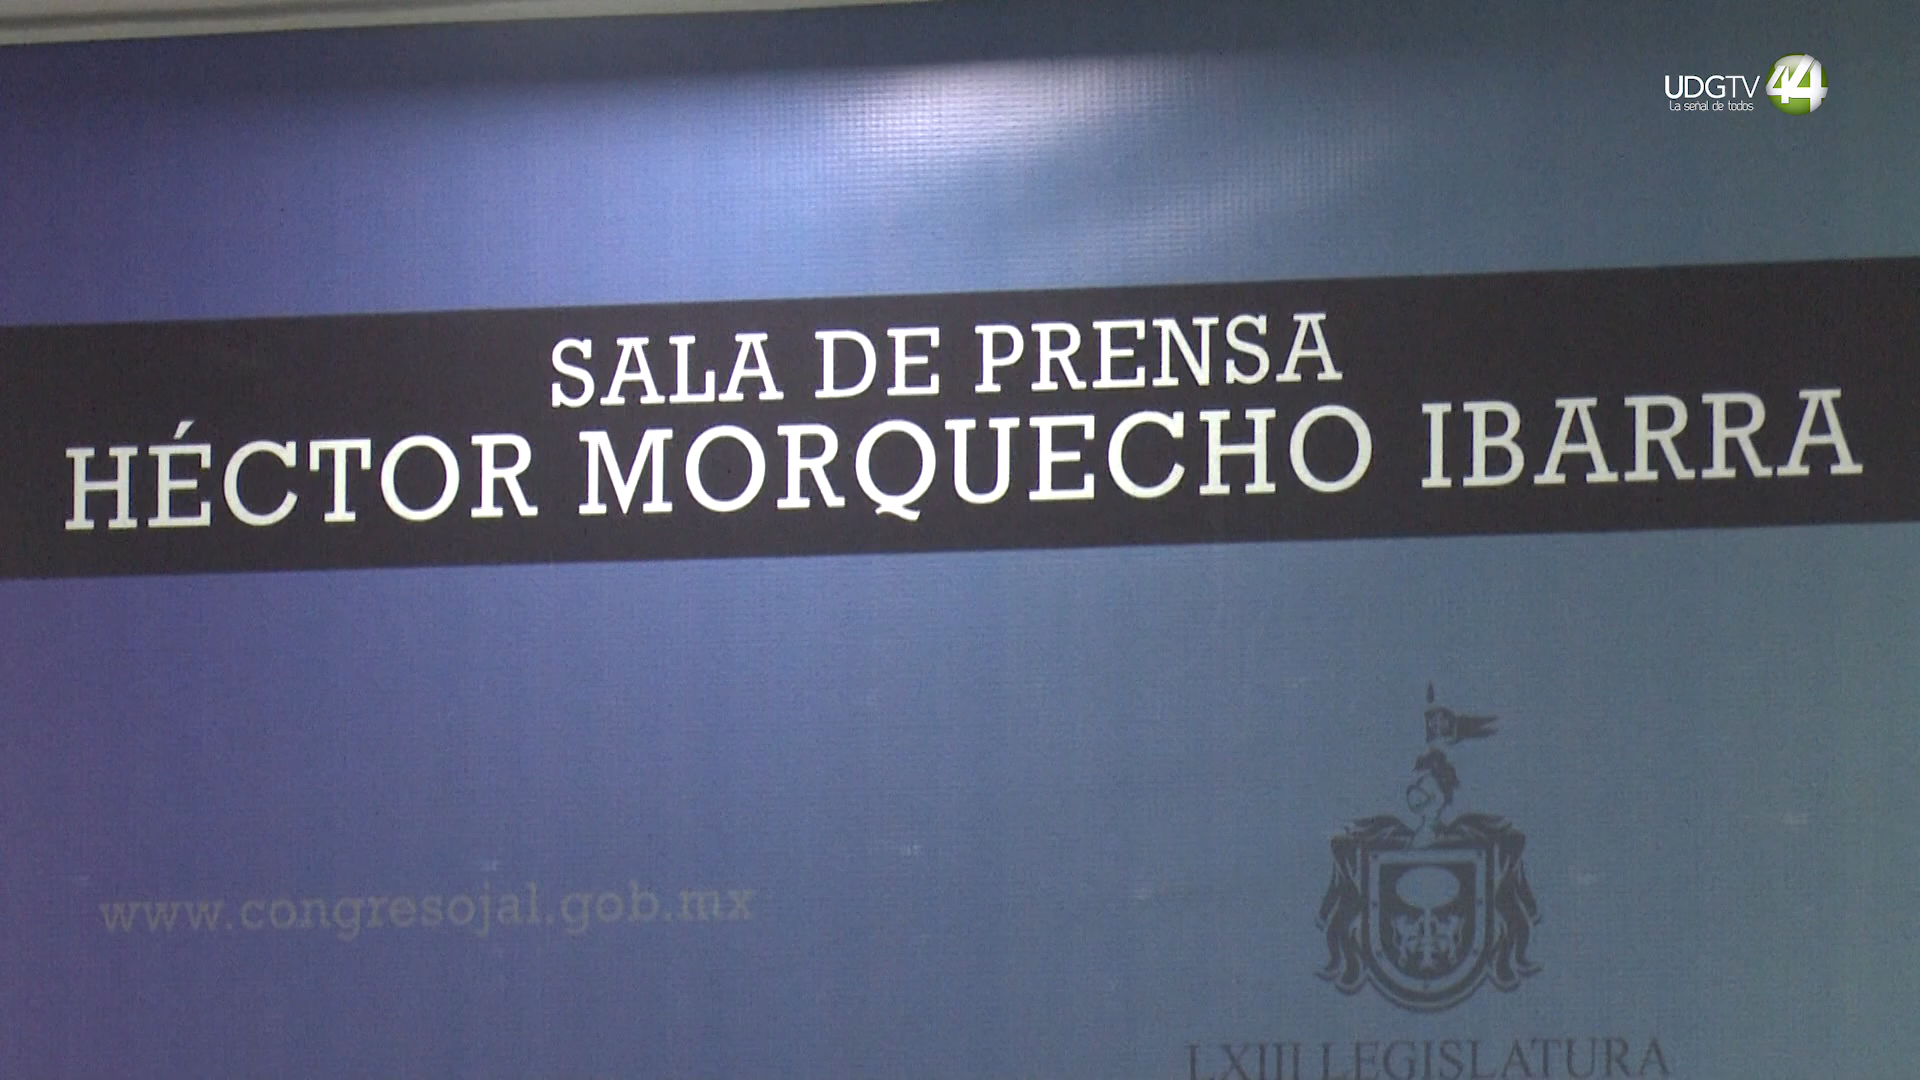 UDGTV 44
La señal de todos
SALA DE PRENSA
HÉCTOR MORQUECHO IBARRA
www.congresojal.gob.mx
LXIII LEGISLATURA